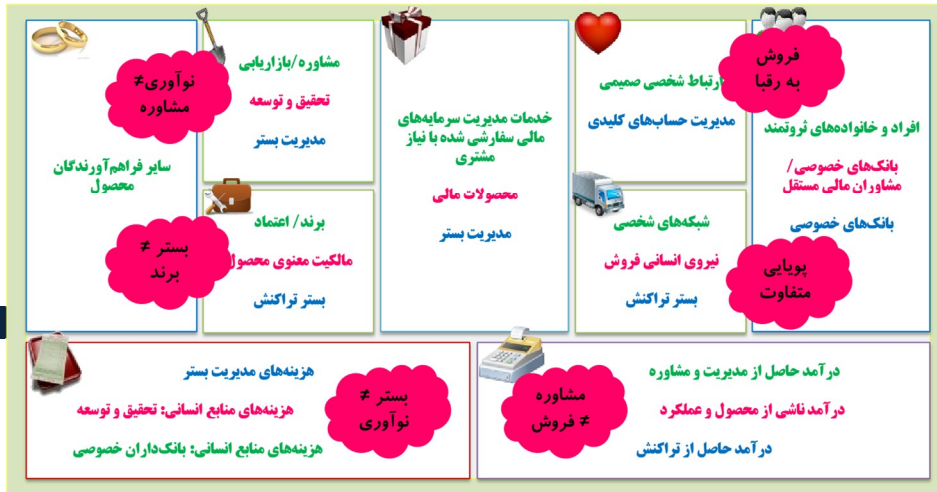 فروش
به رقبا
افراد و خانواده‌های ثروتمند
بانک‌های خصوصی/
مشاوران مالی مستقل
بانک‌های خصوصی
پویایی
متفاوت
ارتباط شخصی صمیمی
مدیریت حساب‌های کلیدی
شبکه‌های شخصی
نیروی انسانی فروش
بستر تراکنش
خدمات مدیریت سرمایه‌های
مالی سفارشی شده با نیاز
مشتری
محصولات مالی
مدیریت بستر
مشاوره/بازاریابی
تحقیق و توسعه
مدیریت بستر
برند/ اعتماد
مالکیت معنوی محصول
بستر تراکنش
نوآوری≠
مشاوره
سایر فراهم‌آورندگان
محصول
بستر ≠
برند
درآمد حاصل از مدیریت و مشاوره
درآمد ناشی از محصول و عملکرد
درآمد حاصل از تراکنش
مشاوره
≠ فروش
هزینه‌های مدیریت بستر
هزینه‌های منابع انسانی: تحقیق و توسعه
هزینه‌های منابع انسانی: بانک‌داران خصوصی
بستر ≠
نوآوری